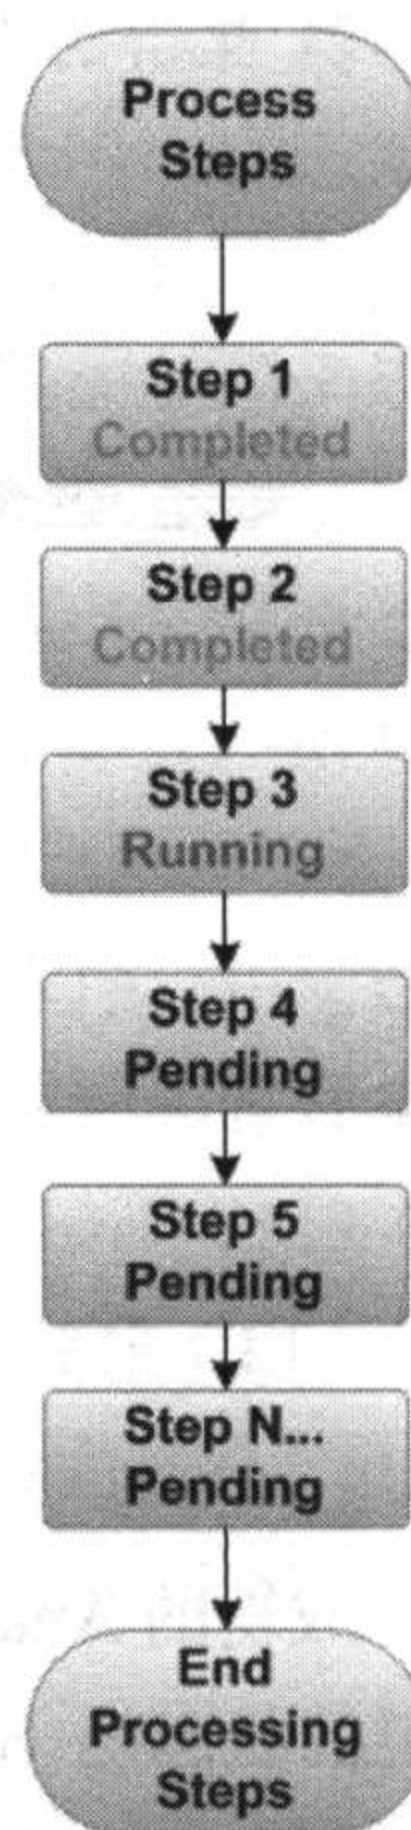 Process
Steps
Step 1
Completed
Step 2
Completed
Step 3
Running
Step 4
Pending
Step 5
Pending
Step N...
Pending
End
Processing
Steps